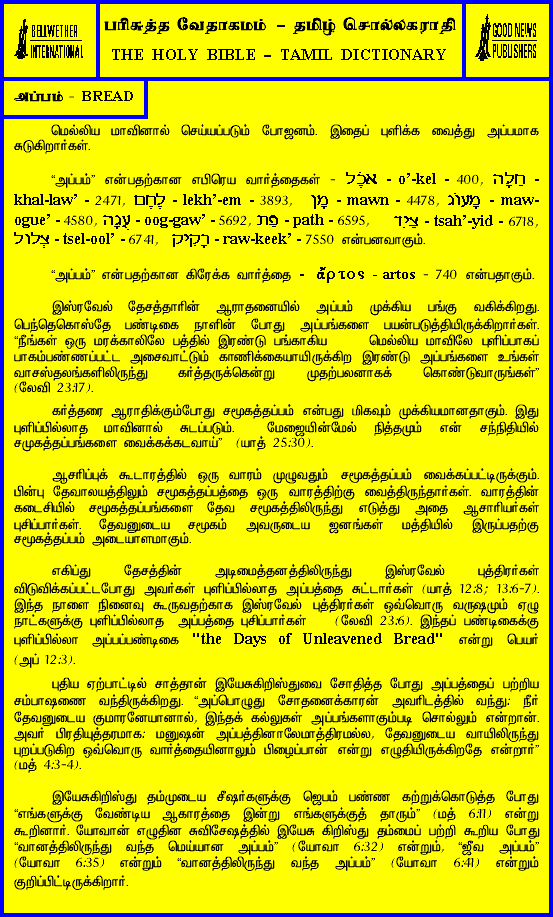 BELLWETHER
INTERNATIONAL
பரிசுத்த வேதாகமம் – தமிழ் சொல்லகராதி
THE HOLY BIBLE – TAMIL DICTIONARY
GOOD NEWS
PUBLISHERS
அப்பம் - BREAD
மெல்லிய மாவினால் செய்யப்படும் போஜனம். இதைப் புளிக்க வைத்து அப்பமாக
சுடுகிறார்கள்.
“அப்பம்” என்பதற்கான எபிரெய வார்த்தைகள் - אֹכֶל - o’-kel - 400, חַלָּה -
khal-law’ - 2471, לֶחֶם - lekh’-em - 3893, מָן - mawn - 4478, מָעוֹג - maw-
ogue’ - 4580, עֻגָה - oog-gaw’ - 5692, פַּת - path - 6595, צַיִד - tsah’-yid - 6718,
צְלוּל - tsel-ool’ - 6741, רָקִיק - raw-keek’ - 7550 என்பனவாகும்.
“அப்பம்” என்பதற்கான கிரேக்க வார்த்தை - ἄρτος - artos - 740 என்பதாகும்.
இஸ்ரவேல் தேசத்தாரின் ஆராதனையில் அப்பம் முக்கிய பங்கு வகிக்கிறது.
பெந்தெகொஸ்தே பண்டிகை நாளின் போது அப்பங்களை பயன்படுத்தியிருக்கிறார்கள்.
“நீங்கள் ஒரு மரக்காலிலே பத்தில் இரண்டு பங்காகிய மெல்லிய மாவிலே புளிப்பாகப்
பாகம்பண்ணப்பட்ட அசைவாட்டும் காணிக்கையாயிருக்கிற இரண்டு அப்பங்களை உங்கள்
வாசஸ்தலங்களிலிருந்து கர்த்தருக்கென்று முதற்பலனாகக் கொண்டுவாருங்கள்”
(லேவி 23:17).
கர்த்தரை ஆராதிக்கும்போது சமூகத்தப்பம் என்பது மிகவும் முக்கியமானதாகும். இது
புளிப்பில்லாத மாவினால் சுடப்படும். மேஜையின்மேல் நித்தமும் என் சந்நிதியில்
சமுகத்தப்பங்களை வைக்கக்கடவாய்” (யாத் 25:30).
ஆசரிப்புக் கூடாரத்தில் ஒரு வாரம் முழுவதும் சமூகத்தப்பம் வைக்கப்பட்டிருக்கும்.
பின்பு தேவாலயத்திலும் சமூகத்தப்பத்தை ஒரு வாரத்திற்கு வைத்திருந்தார்கள். வாரத்தின்
கடைசியில் சமூகத்தப்பங்களை தேவ சமூகத்திலிருந்து எடுத்து அதை ஆசாரியர்கள்
புசிப்பார்கள். தேவனுடைய சமூகம் அவருடைய ஜனங்கள் மத்தியில் இருப்பதற்கு
சமூகத்தப்பம் அடையாளமாகும்.
எகிப்து தேசத்தின் அடிமைத்தனத்திலிருந்து இஸ்ரவேல் புத்திரர்கள்
விடுவிக்கப்பட்டபோது அவர்கள் புளிப்பில்லாத அப்பத்தை சுட்டார்கள் (யாத் 12:8; 13:6-7).
இந்த நாளை நினைவு கூருவதற்காக இஸ்ரவேல் புத்திரர்கள் ஒவ்வொரு வருஷமும் ஏழு
நாட்களுக்கு புளிப்பில்லாத அப்பத்தை புசிப்பார்கள் (லேவி 23:6). இந்தப் பண்டிகைக்கு
புளிப்பில்லா அப்பப்பண்டிகை "the Days of Unleavened Bread" என்று பெயர்
(அப் 12:3).
புதிய ஏற்பாட்டில் சாத்தான் இயேசுகிறிஸ்துவை சோதித்த போது அப்பத்தைப் பற்றிய
சம்பாஷணை வந்திருக்கிறது. “அப்பொழுது சோதனைக்காரன் அவரிடத்தில் வந்து: நீர்
தேவனுடைய குமாரனேயானால், இந்தக் கல்லுகள் அப்பங்களாகும்படி சொல்லும் என்றான்.
அவர் பிரதியுத்தரமாக: மனுஷன் அப்பத்தினாலேமாத்திரமல்ல, தேவனுடைய வாயிலிருந்து
புறப்படுகிற ஒவ்வொரு வார்த்தையினாலும் பிழைப்பான் என்று எழுதியிருக்கிறதே என்றார்”
(மத் 4:3-4).
இயேசுகிறிஸ்து தம்முடைய சீஷர்களுக்கு ஜெபம் பண்ண கற்றுக்கொடுத்த போது
“எங்களுக்கு வேண்டிய ஆகாரத்தை இன்று எங்களுக்குத் தாரும்” (மத் 6:11) என்று
கூறினார். யோவான் எழுதின சுவிசேஷத்தில் இயேசு கிறிஸ்து தம்மைப் பற்றி கூறிய போது
“வானத்திலிருந்து வந்த மெய்யான அப்பம்” (யோவா 6:32) என்றும், “ஜீவ அப்பம்”
(யோவா 6:35) என்றும் “வானத்திலிருந்து வந்த அப்பம்” (யோவா 6:41) என்றும்
குறிப்பிட்டிருக்கிறார்.